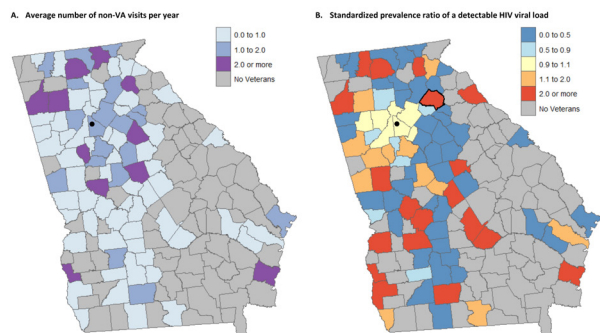 A. Average number of non-VA visits per year
0.0 to 1.0
1.0 to 2.0
2.0 or more
No Veterans
B. Standardized prevalence ratio of a detectable HIV viral load
0.0 to 0.5
0.5 to 0.9
0.9 to 1.1
1.1 to 2.0
2.0 or more
No Veterans